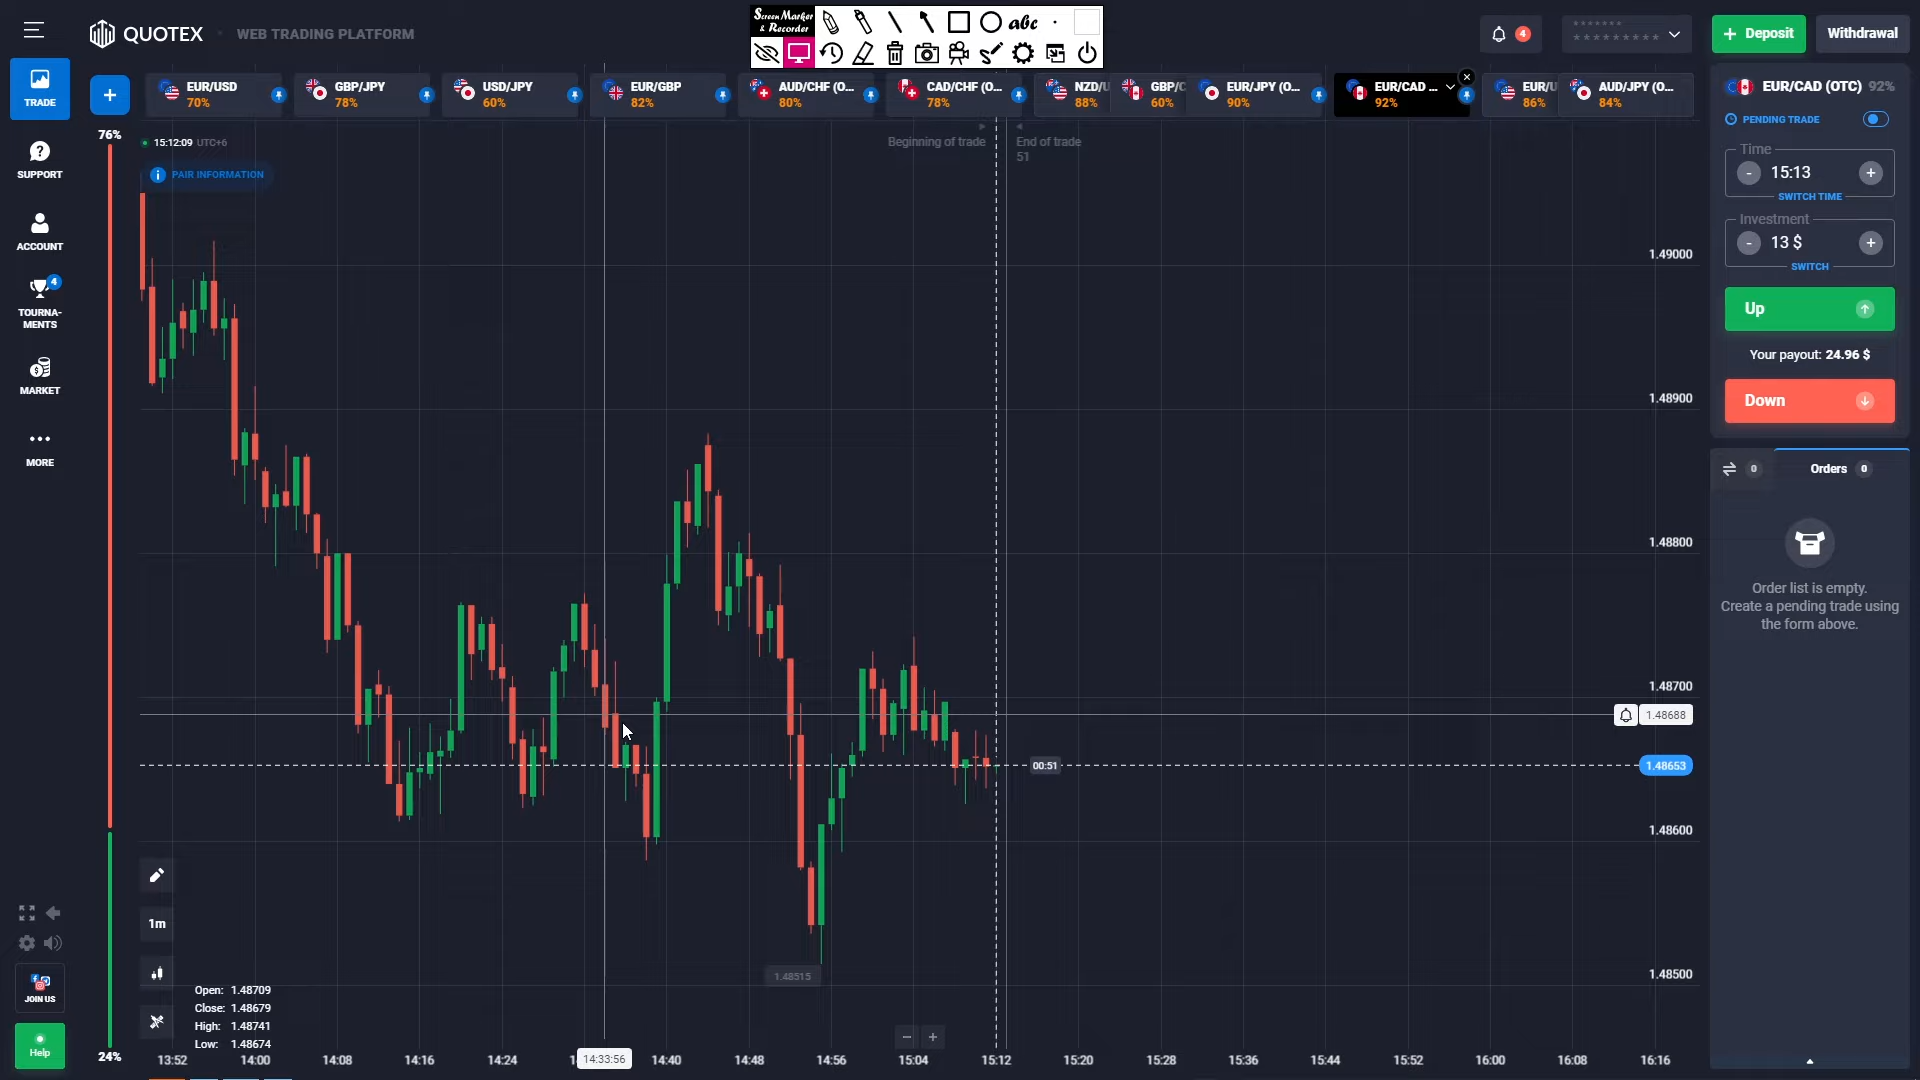 QUOTEX
WEB TRADING PLATFORM
Screen Marker
& Recorder
abc
4
*******
*********
+ Deposit
Withdrawal
TRADE
+
EUR/USD
70%
GBP/JPY
78%
USD/JPY
60%
EUR/GBP
82%
AUD/CHF (O...
80%
CAD/CHF (O...
78%
NZD/U
88%
GBP/C
60%
EUR/JPY (O...
90%
EUR/CAD ...
92%
EUR/U
86%
AUD/JPY (O...
84%
EUR/CAD (OTC) 92%
PENDING TRADE
Time
- 15:13 +
SWITCH TIME
Investment
- 13 $ +
SWITCH
Up
Your payout: 24.96 $
Down
0
Orders 0
Order list is empty.
Create a pending trade using
the form above.
SUPPORT
ACCOUNT
4
TOURNA-
MENTS
MARKET
MORE
JOIN US
Help
76%
24%
15:12:09 UTC+6
PAIR INFORMATION
Beginning of trade
End of trade
51
1.49000
1.48900
1.48800
1.48700
1.48688
00:51
1.48653
1.48600
1.48515
1.48500
1m
Open: 1.48709
Close: 1.48679
High: 1.48741
Low: 1.48674
− +
13:52
14:00
14:08
14:16
14:24
14:33:56
14:40
14:48
14:56
15:04
15:12
15:20
15:28
15:36
15:44
15:52
16:00
16:08
16:16